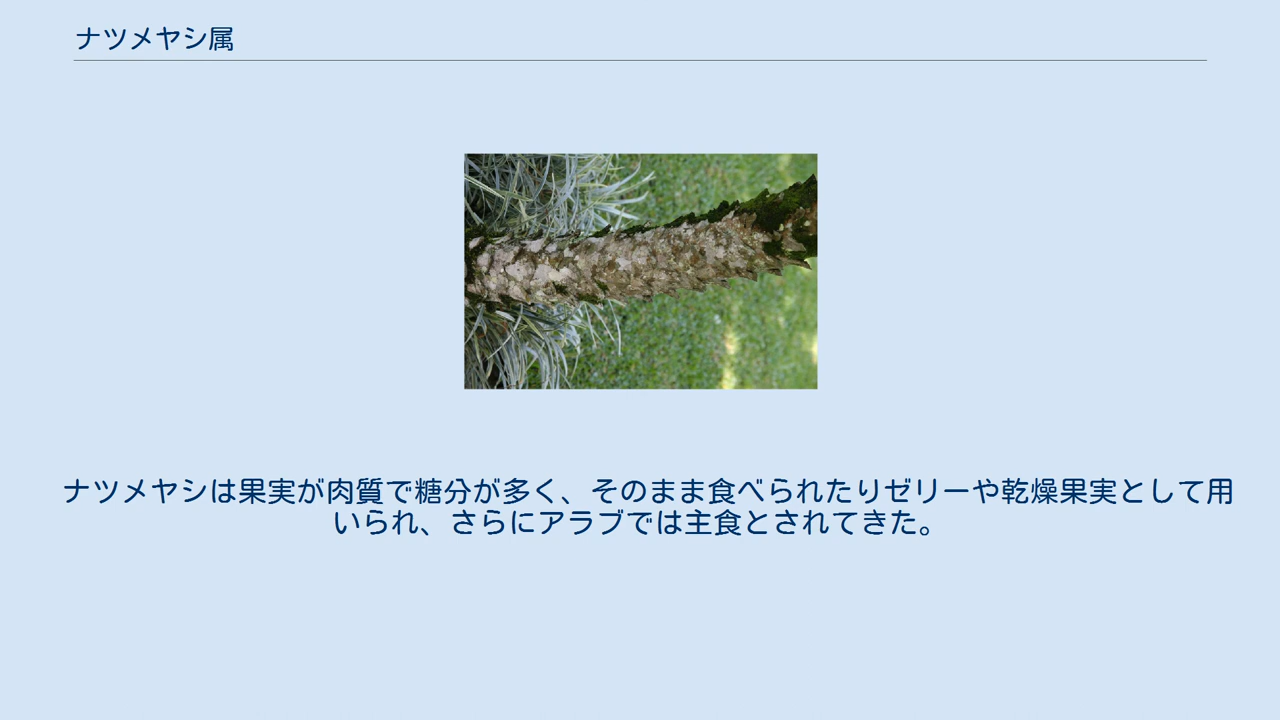 ナツメヤシ属
ナツメヤシは果実が肉質で糖分が多く、そのまま食べられたりゼリーや乾燥果実として用
いられ、さらにアラブでは主食とされてきた。